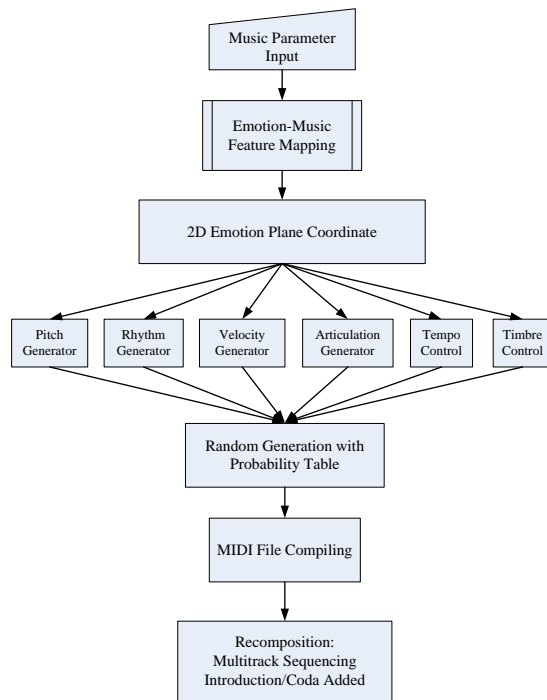 Music Parameter
Input
Emotion-Music
Feature Mapping
2D Emotion Plane Coordinate
Pitch
Generator
Rhythm
Generator
Velocity
Generator
Articulation
Generator
Tempo
Control
Timbre
Control
Random Generation with
Probability Table
MIDI File Compiling
Recomposition:
Multitrack Sequencing
Introduction/Coda Added